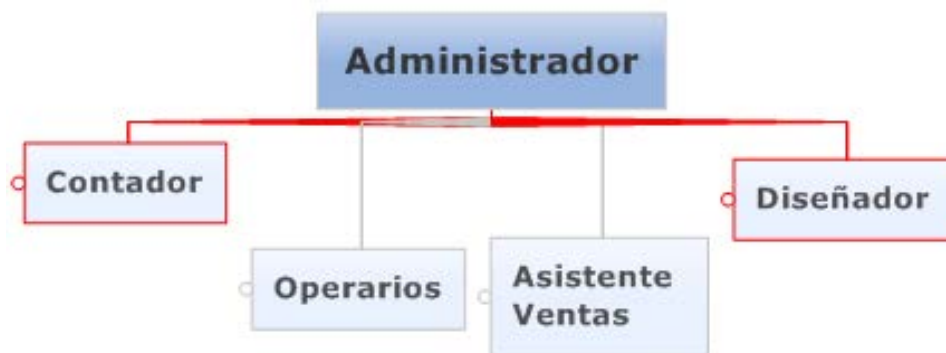 Administrador
Contador
Diseñador
Operarios
Asistente
Ventas